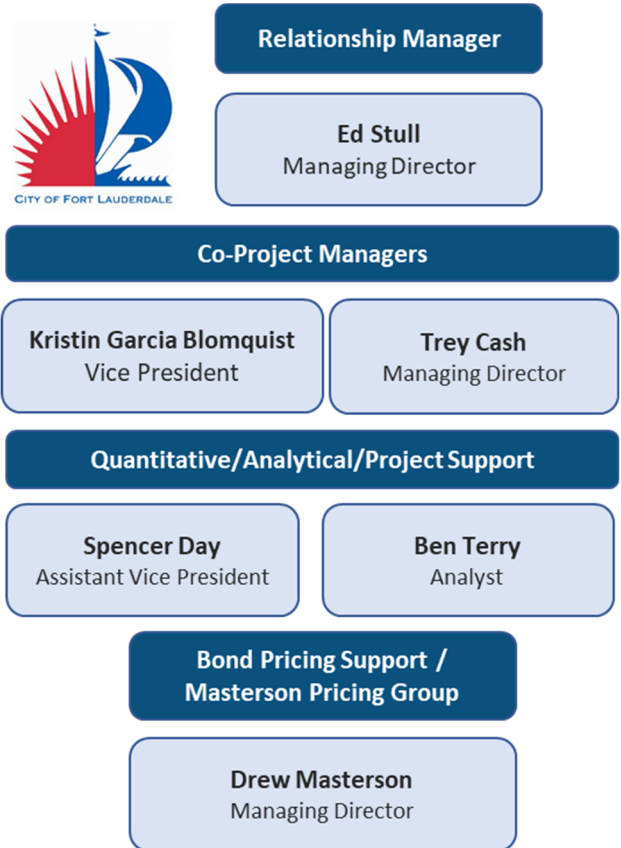 Relationship Manager
Ed Stull
Managing Director
CITY OF FORT LAUDERDALE
Co-Project Managers
Kristin Garcia Blomquist
Vice President
Trey Cash
Managing Director
Quantitative/Analytical/Project Support
Spencer Day
Assistant Vice President
Ben Terry
Analyst
Bond Pricing Support /
Masterson Pricing Group
Drew Masterson
Managing Director